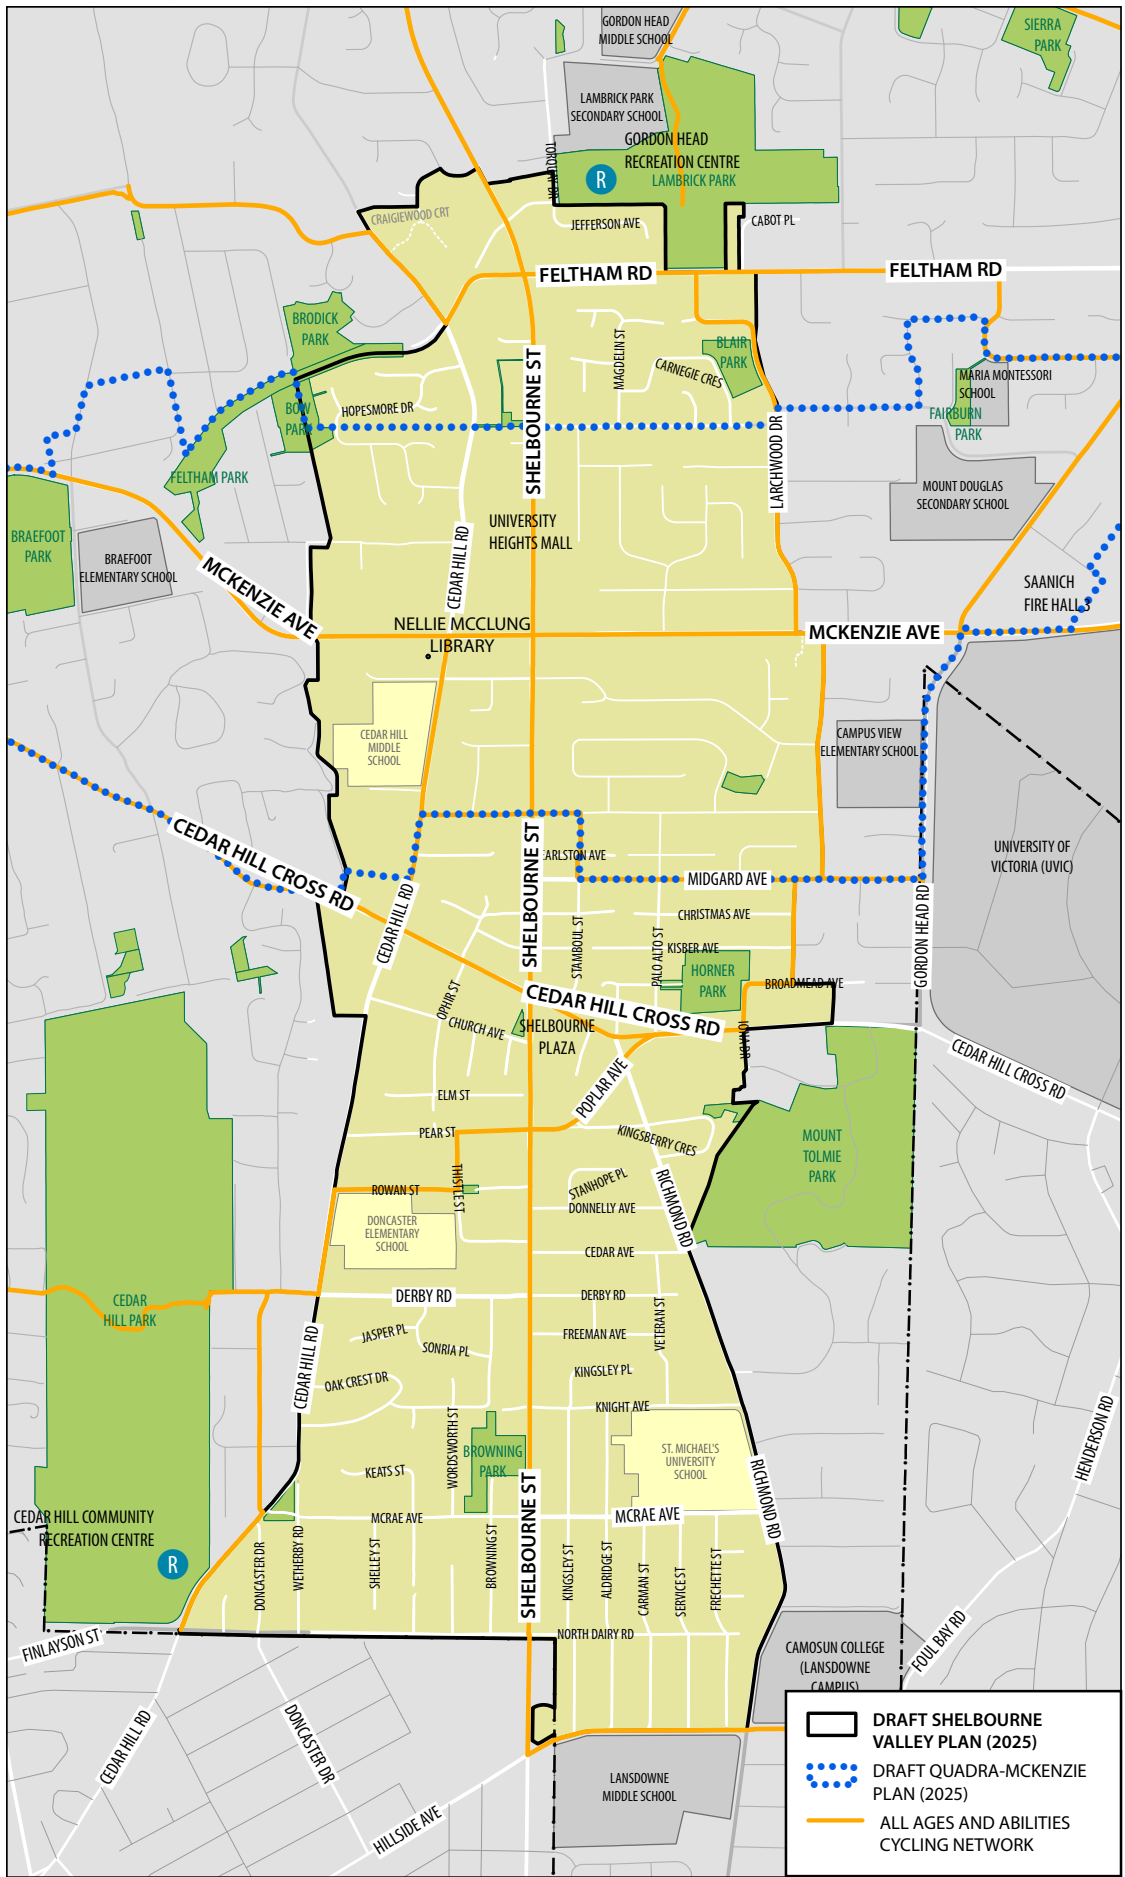 GORDON HEAD
MIDDLE SCHOOL
SIERRA
PARK
LAMBRICK PARK
SECONDARY SCHOOL
TORQUAY DR
GORDON HEAD
RECREATION CENTRE
R
LAMBRICK PARK
CRAIGIEWOOD CRT
JEFFERSON AVE
CABOT PL
FELTHAM RD
FELTHAM RD
BRODICK
PARK
MAGDELIN ST
BLAIR
PARK
CARNEGIE CRES
SHELBOURNE ST
MARIA MONTESSORI
SCHOOL
HOPESMORE DR
BOW
PARK
FAIRBURN
PARK
LARCHWOOD DR
FELTHAM PARK
MOUNT DOUGLAS
SECONDARY SCHOOL
UNIVERSITY
HEIGHTS MALL
BRAEFOOT
PARK
BRAEFOOT
ELEMENTARY SCHOOL
CEDAR HILL RD
MCKENZIE AVE
SAANICH
FIRE HALL 3
NELLIE MCCLUNG
LIBRARY
MCKENZIE AVE
CEDAR HILL
MIDDLE
SCHOOL
CAMPUS VIEW
ELEMENTARY SCHOOL
CEDAR HILL CROSS RD
SHELBOURNE ST
EARLSTON AVE
UNIVERSITY OF
VICTORIA (UVIC)
MIDGARD AVE
CEDAR HILL RD
CHRISTMAS AVE
GORDON HEAD RD
STAMBOUL ST
PALO ALTO ST
KISBER AVE
HORNER
PARK
BROADMEAD AVE
OPHIR ST
CEDAR HILL CROSS RD
CHURCH AVE
SHELBOURNE
PLAZA
IONA DR
CEDAR HILL CROSS RD
POPLAR AVE
ELM ST
PEAR ST
KINGSBERRY CRES
MOUNT
TOLMIE
PARK
THISTLE ST
ROWAN ST
STANHOPE PL
RICHMOND RD
DONNELLY AVE
DONCASTER
ELEMENTARY
SCHOOL
CEDAR AVE
CEDAR
HILL PARK
DERBY RD
DERBY RD
VETERAN ST
CEDAR HILL RD
JASPER PL
SONRIA PL
FREEMAN AVE
OAK CREST DR
KINGSLEY PL
KNIGHT AVE
HENDERSON RD
WORDSWORTH ST
BROWNING
PARK
ST. MICHAEL'S
UNIVERSITY
SCHOOL
KEATS ST
RICHMOND RD
SHELBOURNE ST
CEDAR HILL COMMUNITY
RECREATION CENTRE
R
MCRAE AVE
MCRAE AVE
DONCASTER DR
WETHERBY RD
SHELLEY ST
BROWNING ST
KINGSLEY ST
ALDRIDGE ST
CARMAN ST
SERVICE ST
FRECHETTE ST
NORTH DAIRY RD
FINLAYSON ST
FOUL BAY RD
CAMOSUN COLLEGE
(LANSDOWNE
CAMPUS)
CEDAR HILL RD
DONCASTER DR
HILLSIDE AVE
LANSDOWNE
MIDDLE SCHOOL
DRAFT SHELBOURNE
VALLEY PLAN (2025)
DRAFT QUADRA-MCKENZIE
PLAN (2025)
ALL AGES AND ABILITIES
CYCLING NETWORK